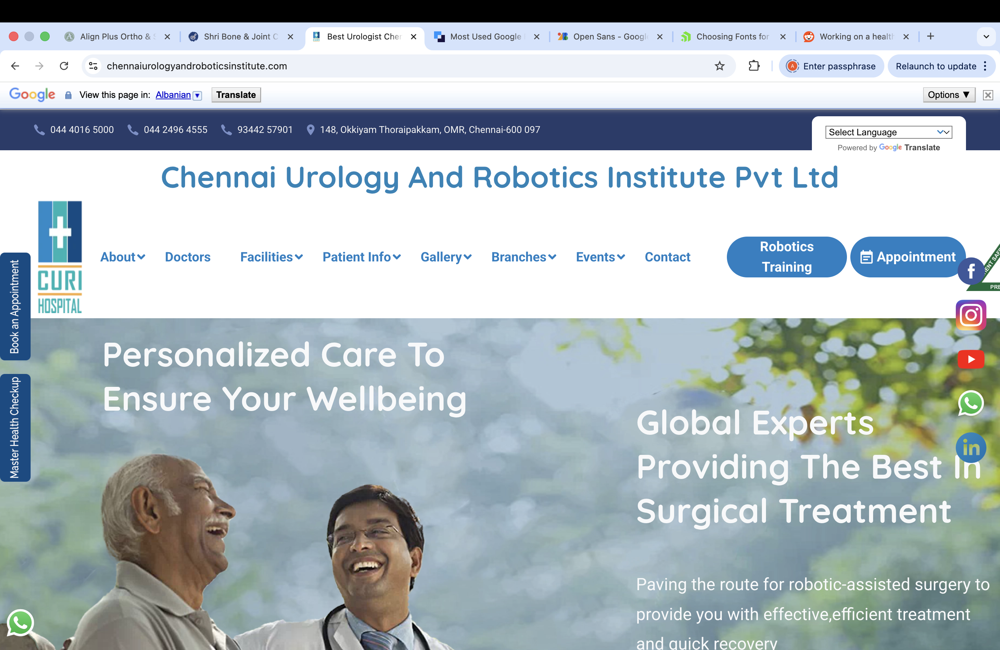 Align Plus Ortho &
Shri Bone & Joint C
Best Urologist Cher
Most Used Google
Open Sans - Google
Choosing Fonts for
Working on a health
chennaiurologyandroboticsinstitute.com
A
Enter passphrase
Relaunch to update
Google View this page in: Albanian Translate
Options ▼
044 4016 5000 044 2496 4555 93442 57901 148, Okkiyam Thoraipakkam, OMR, Chennai-600 097
Select Language
Powered by Google Translate
Chennai Urology And Robotics Institute Pvt Ltd
CURI
HOSPITAL
About Doctors Facilities Patient Info Gallery Branches Events Contact
Robotics
Training
Appointment
Book an Appointment
Master Health Checkup
Personalized Care To
Ensure Your Wellbeing
Global Experts
Providing The Best In
Surgical Treatment
Paving the route for robotic-assisted surgery to
provide you with effective,efficient treatment
and quick recovery
f
in